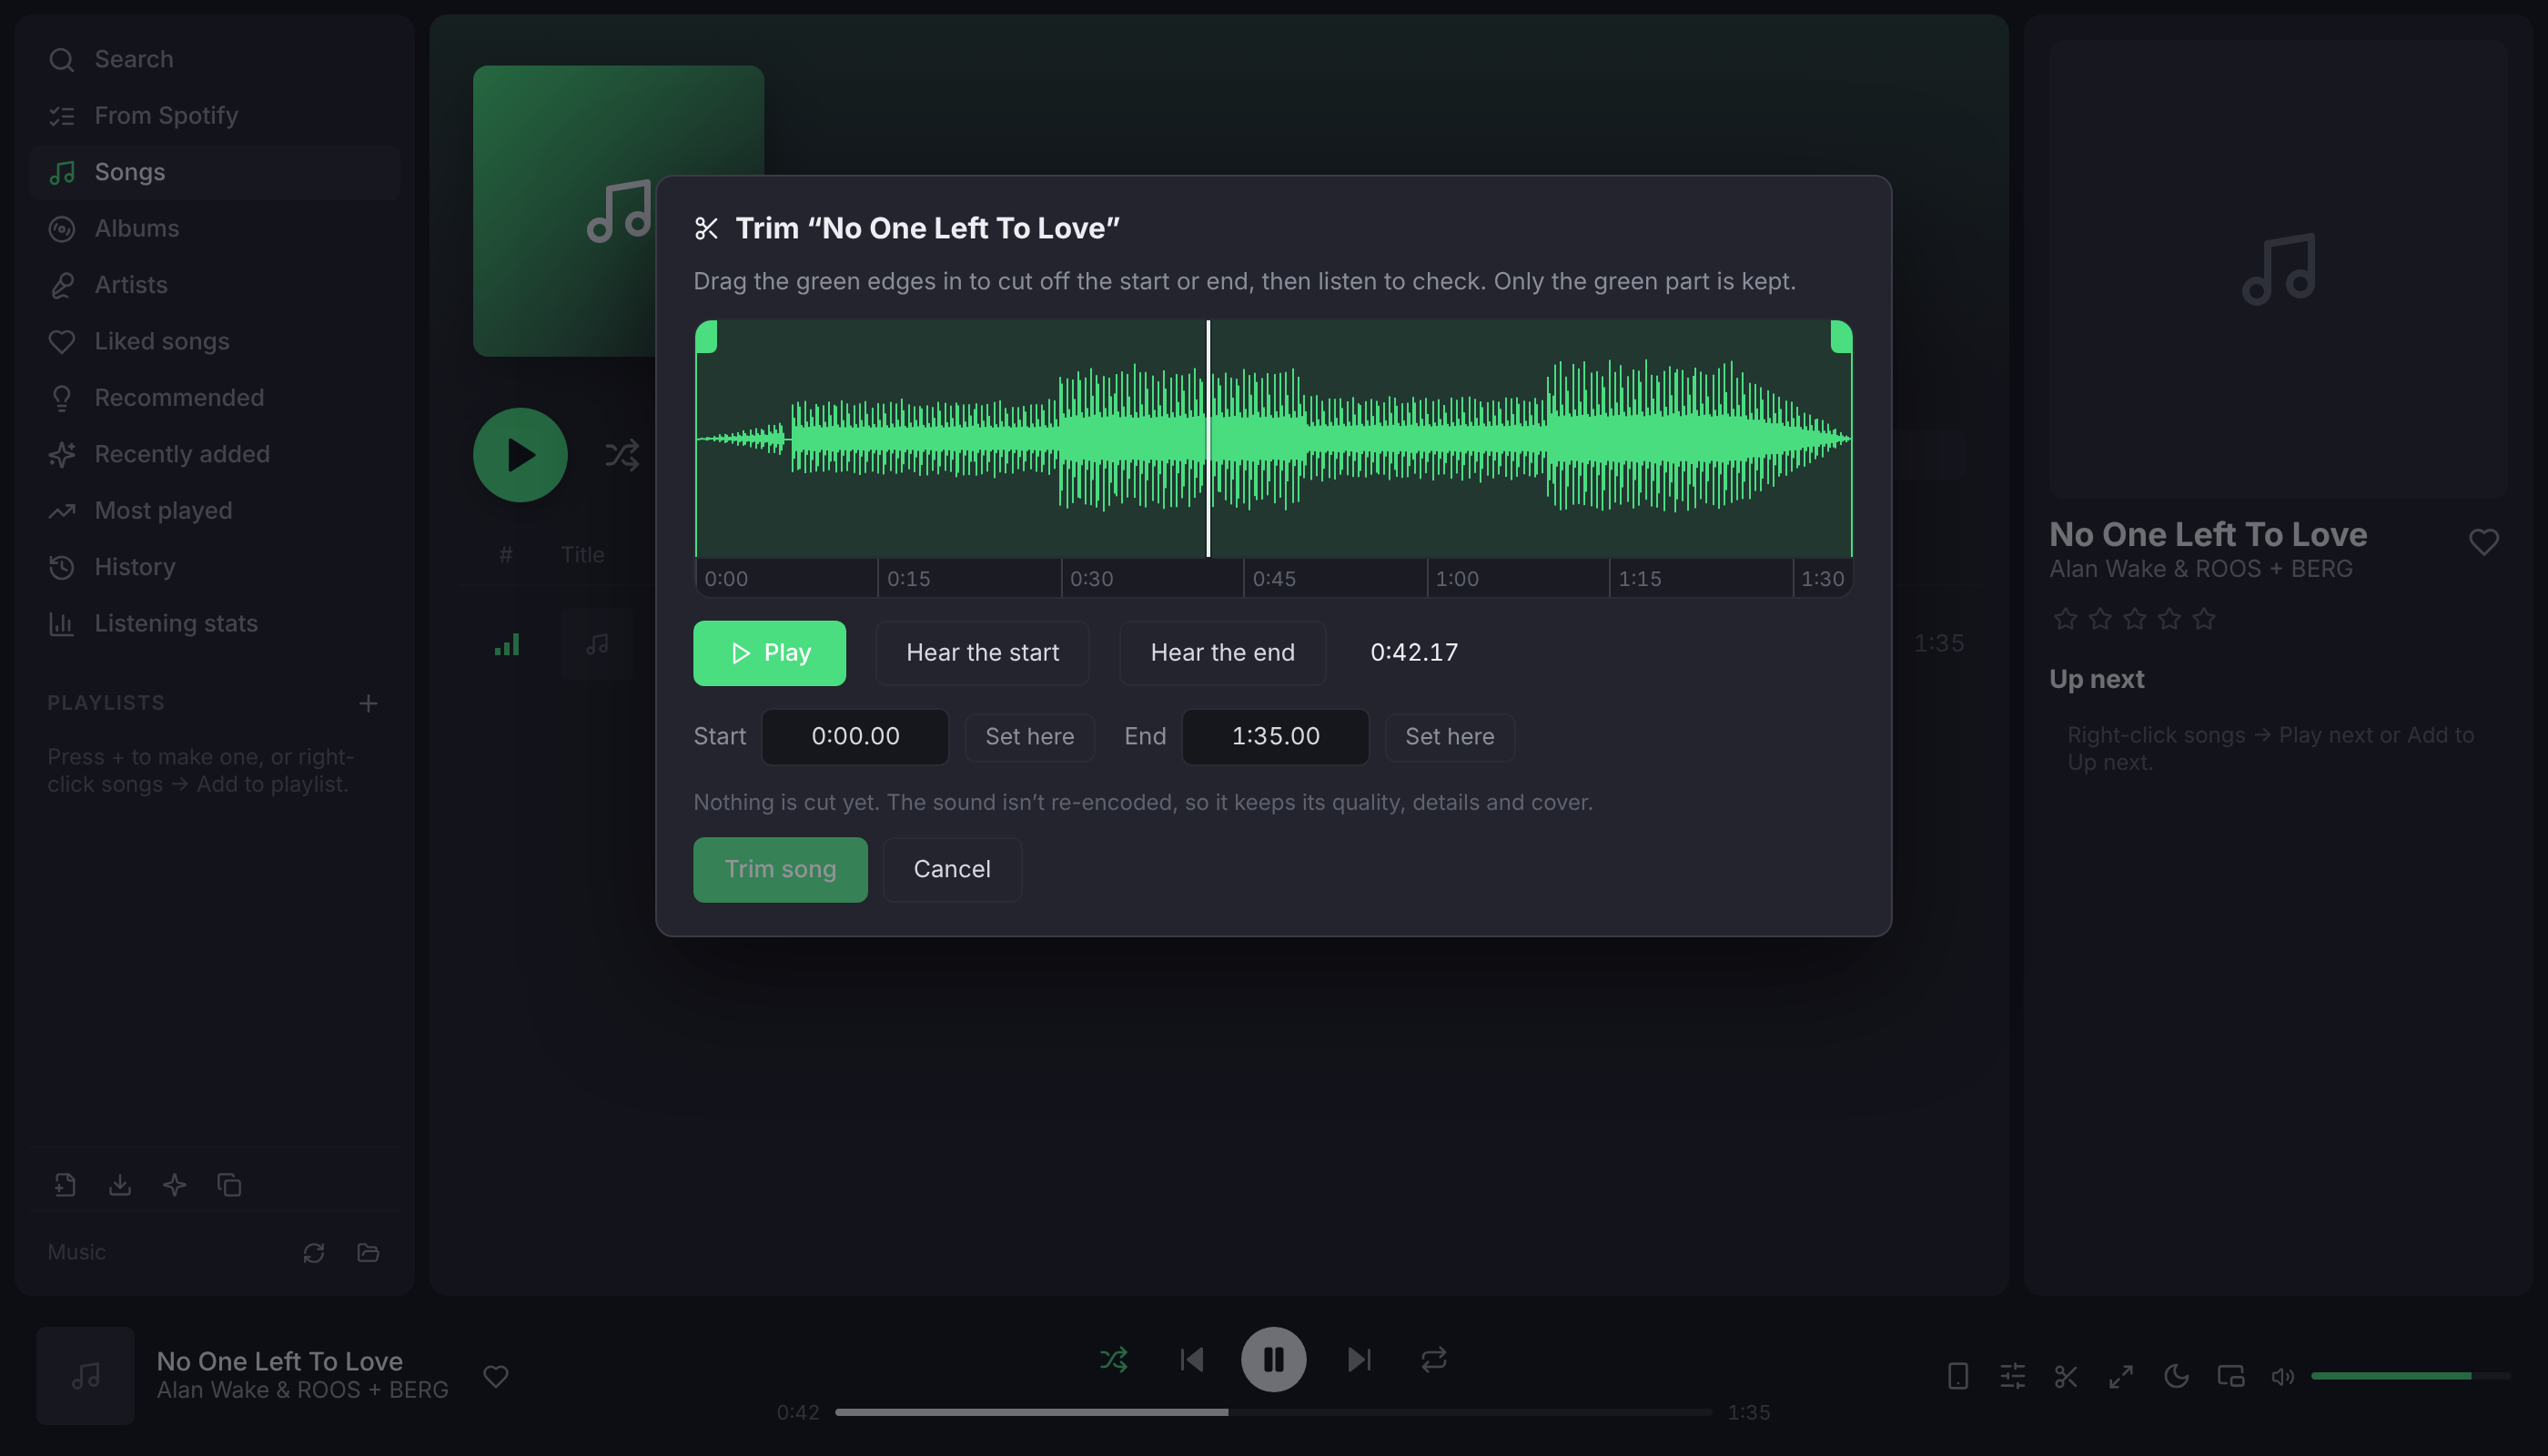 Search
From Spotify
Songs
Albums
Artists
Liked songs
Recommended
Recently added
Most played
History
Listening stats
PLAYLISTS
Press + to make one, or right-
click songs → Add to playlist.
Music
# Title
1:35
Trim “No One Left To Love”
Drag the green edges in to cut off the start or end, then listen to check. Only the green part is kept.
0:00 0:15 0:30 0:45 1:00 1:15 1:30
Play Hear the start Hear the end 0:42.17
Start 0:00.00 Set here End 1:35.00 Set here
Nothing is cut yet. The sound isn’t re-encoded, so it keeps its quality, details and cover.
Trim song Cancel
No One Left To Love
Alan Wake & ROOS + BERG
Up next
Right-click songs → Play next or Add to
Up next.
No One Left To Love
Alan Wake & ROOS + BERG
0:42 1:35